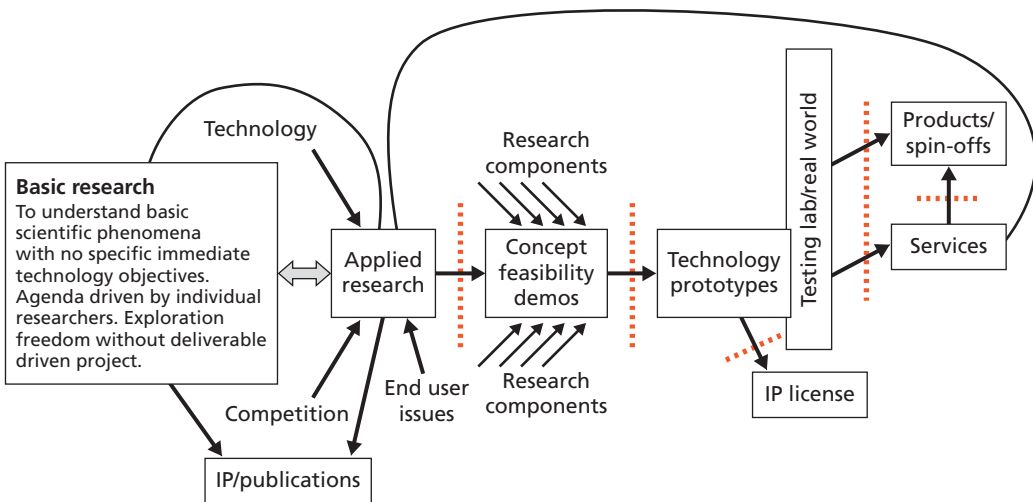 Technology
Basic research
To understand basic
scientific phenomena
with no specific immediate
technology objectives.
Agenda driven by individual
researchers. Exploration
freedom without deliverable
driven project.
Applied
research
Competition
End user
issues
IP/publications
Research
components
Concept
feasibility
demos
Research
components
Technology
prototypes
Testing lab/real world
IP license
Products/
spin-offs
Services